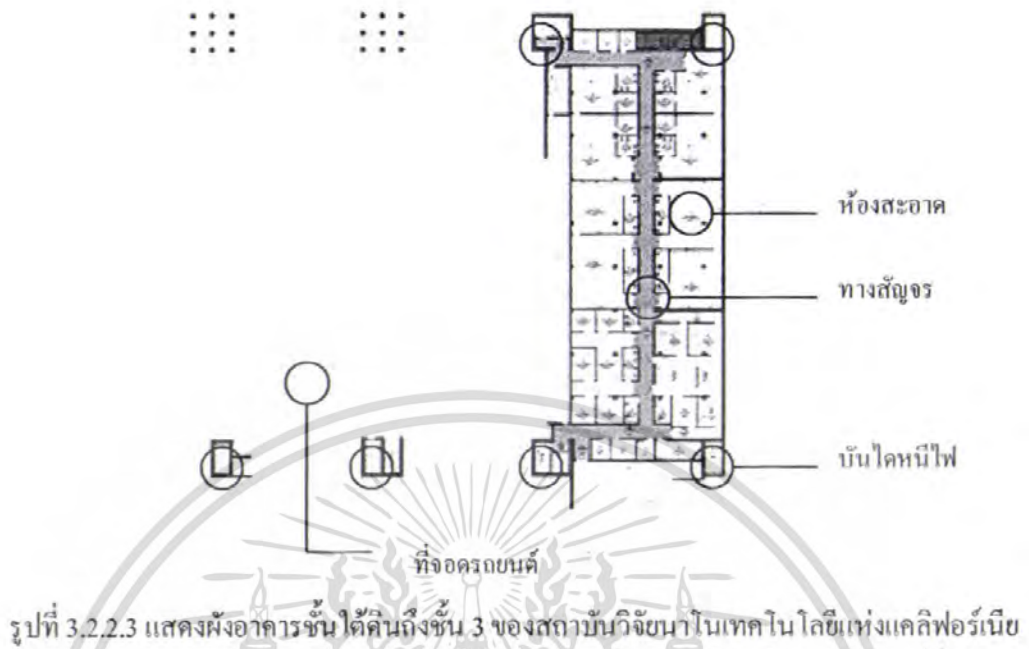 ห้องสะอาด
ทางสัญจร
บันไดหนีไฟ
ที่จอดรถยนต์
รูปที่ 3.2.2.3 แสดงผังอาคารชั้นใต้ดินถึงชั้น 3 ของสถาบันวิจัยนาโนเทคโนโลยีแห่งแคลิฟอร์เนีย